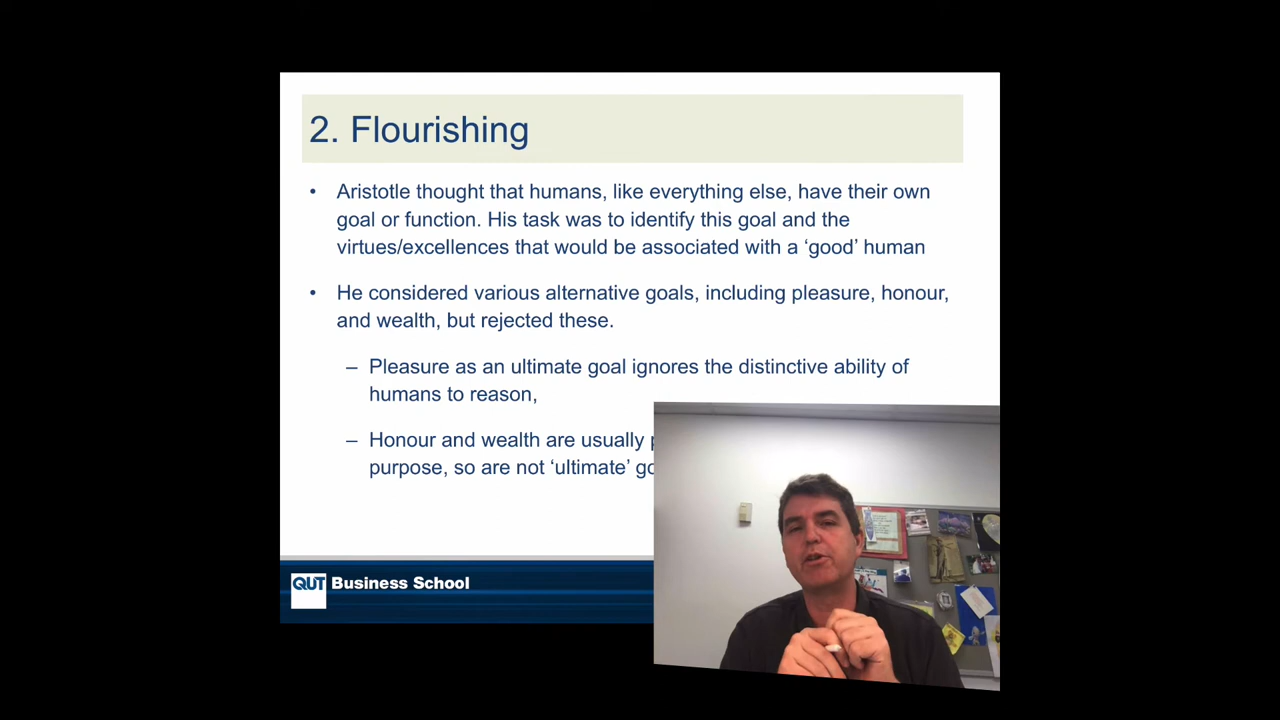 2. Flourishing
• Aristotle thought that humans, like everything else, have their own
goal or function. His task was to identify this goal and the
virtues/excellences that would be associated with a ‘good’ human
• He considered various alternative goals, including pleasure, honour,
and wealth, but rejected these.
– Pleasure as an ultimate goal ignores the distinctive ability of
humans to reason,
– Honour and wealth are usually
purpose, so are not ‘ultimate’
QUT Business School